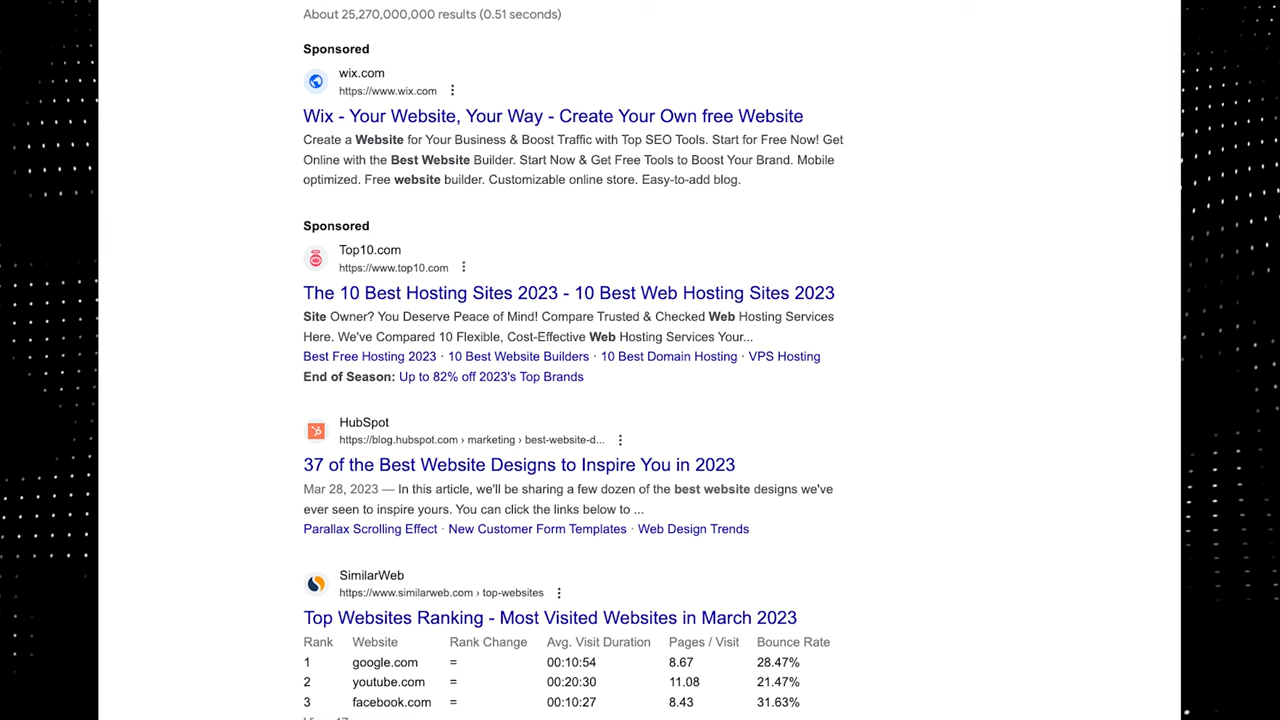 About 25,270,000,000 results (0.51 seconds)
Sponsored
wix.com
https://www.wix.com
Wix - Your Website, Your Way - Create Your Own free Website
Create a Website for Your Business & Boost Traffic with Top SEO Tools. Start for Free Now! Get
Online with the Best Website Builder. Start Now & Get Free Tools to Boost Your Brand. Mobile
optimized. Free website builder. Customizable online store. Easy-to-add blog.
Sponsored
Top10.com
https://www.top10.com
The 10 Best Hosting Sites 2023 - 10 Best Web Hosting Sites 2023
Site Owner? You Deserve Peace of Mind! Compare Trusted & Checked Web Hosting Services
Here. We've Compared 10 Flexible, Cost-Effective Web Hosting Services Your...
Best Free Hosting 2023 · 10 Best Website Builders · 10 Best Domain Hosting · VPS Hosting
End of Season: Up to 82% off 2023's Top Brands
HubSpot
https://blog.hubspot.com › marketing › best-website-d...
37 of the Best Website Designs to Inspire You in 2023
Mar 28, 2023 — In this article, we'll be sharing a few dozen of the best website designs we've
ever seen to inspire yours. You can click the links below to ...
Parallax Scrolling Effect · New Customer Form Templates · Web Design Trends
SimilarWeb
https://www.similarweb.com › top-websites
Top Websites Ranking - Most Visited Websites in March 2023
Rank Website Rank Change Avg. Visit Duration Pages / Visit Bounce Rate
1 google.com = 00:10:54 8.67 28.47%
2 youtube.com = 00:20:30 11.08 21.47%
3 facebook.com = 00:10:27 8.43 31.63%